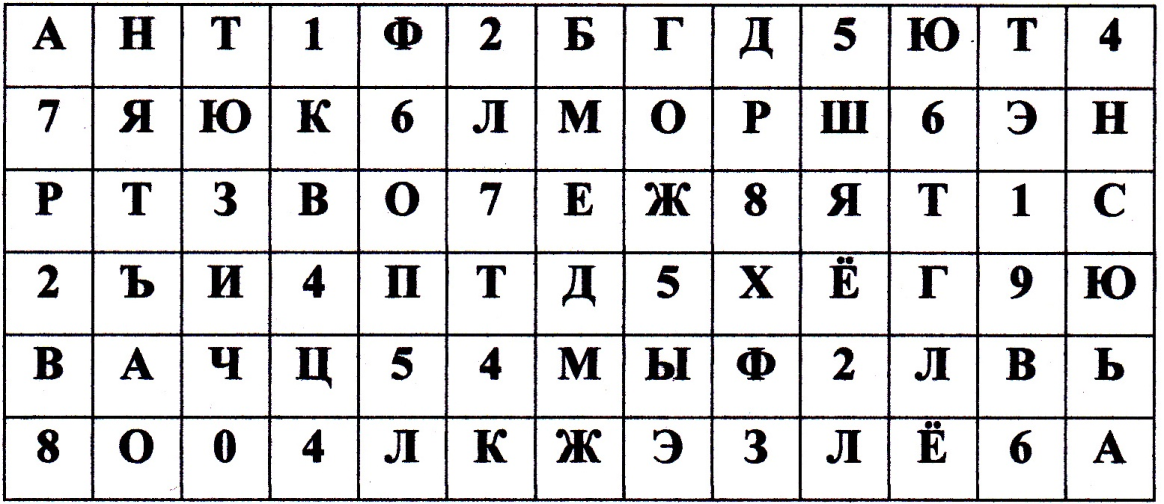 А Н Т 1 Ф 2 Б Г Д 5 Ю Т 4
7 Я Ю К 6 Л М О Р Ш 6 Э Н
Р Т З В О 7 Е Ж 8 Я Т 1 С
2 Ъ И 4 П Т Д 5 Х Ё Г 9 Ю
В А Ч Ц 5 4 М Ы Ф 2 Л В Ь
8 О 0 4 Л К Ж Э З Л Ё 6 А